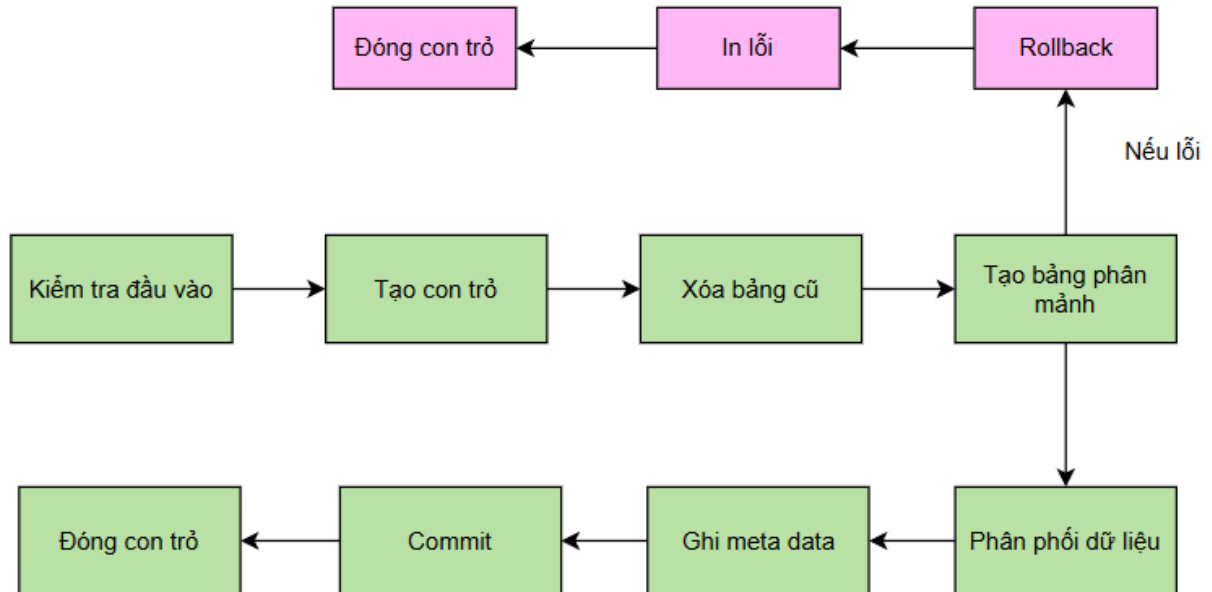 Đóng con trỏ
In lỗi
Rollback
Nếu lỗi
Kiểm tra đầu vào
Tạo con trỏ
Xóa bảng cũ
Tạo bảng phân
mảnh
Đóng con trỏ
Commit
Ghi meta data
Phân phối dữ liệu